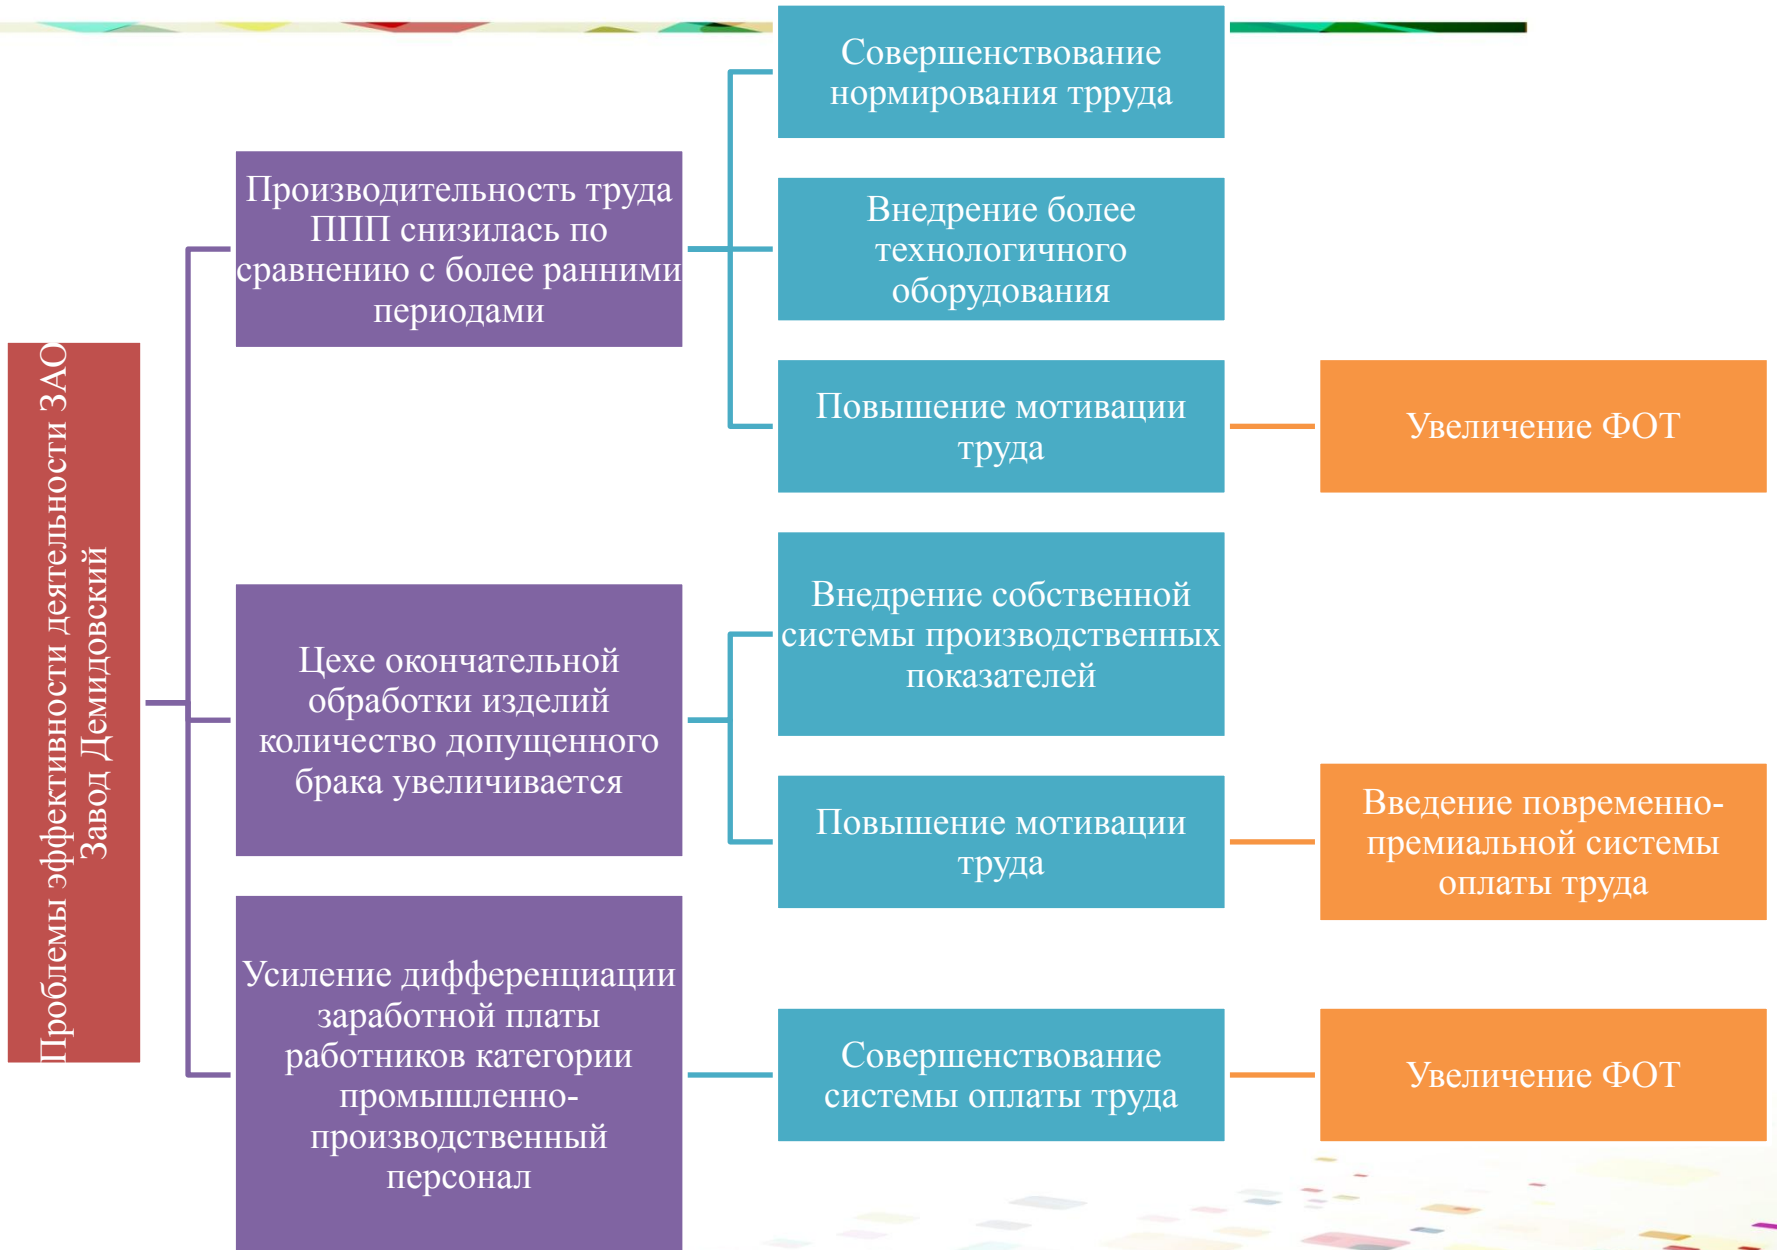 Проблемы эффективности деятельности ЗАО
Завод Демидовский
Производительность труда
ППП снизилась по
сравнению с более ранними
периодами
Совершенствование
нормирования трруда
Внедрение более
технологичного
оборудования
Повышение мотивации
труда
Увеличение ФОТ
Цехе окончательной
обработки изделий
количество допущенного
брака увеличивается
Внедрение собственной
системы производственных
показателей
Повышение мотивации
труда
Введение повременно-
премиальной системы
оплаты труда
Усиление дифференциации
заработной платы
работников категории
промышленно-
производственный
персонал
Совершенствование
системы оплаты труда
Увеличение ФОТ